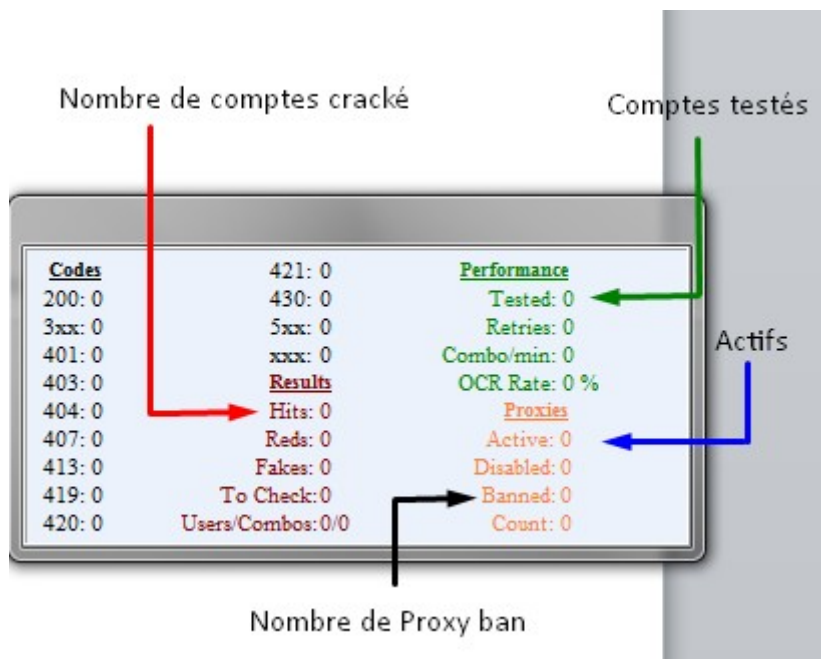 Nombre de comptes cracké
Comptes testés
Codes
200: 0
3xx: 0
401: 0
403: 0
404: 0
407: 0
413: 0
419: 0
420: 0
421: 0
430: 0
5xx: 0
xxx: 0
Results
Hits: 0
Reds: 0
Fakes: 0
To Check: 0
Users/Combos: 0/0
Performance
Tested: 0
Retries: 0
Combo/min: 0
OCR Rate: 0 %
Proxies
Active: 0
Disabled: 0
Banned: 0
Count: 0
Actifs
Nombre de Proxy ban